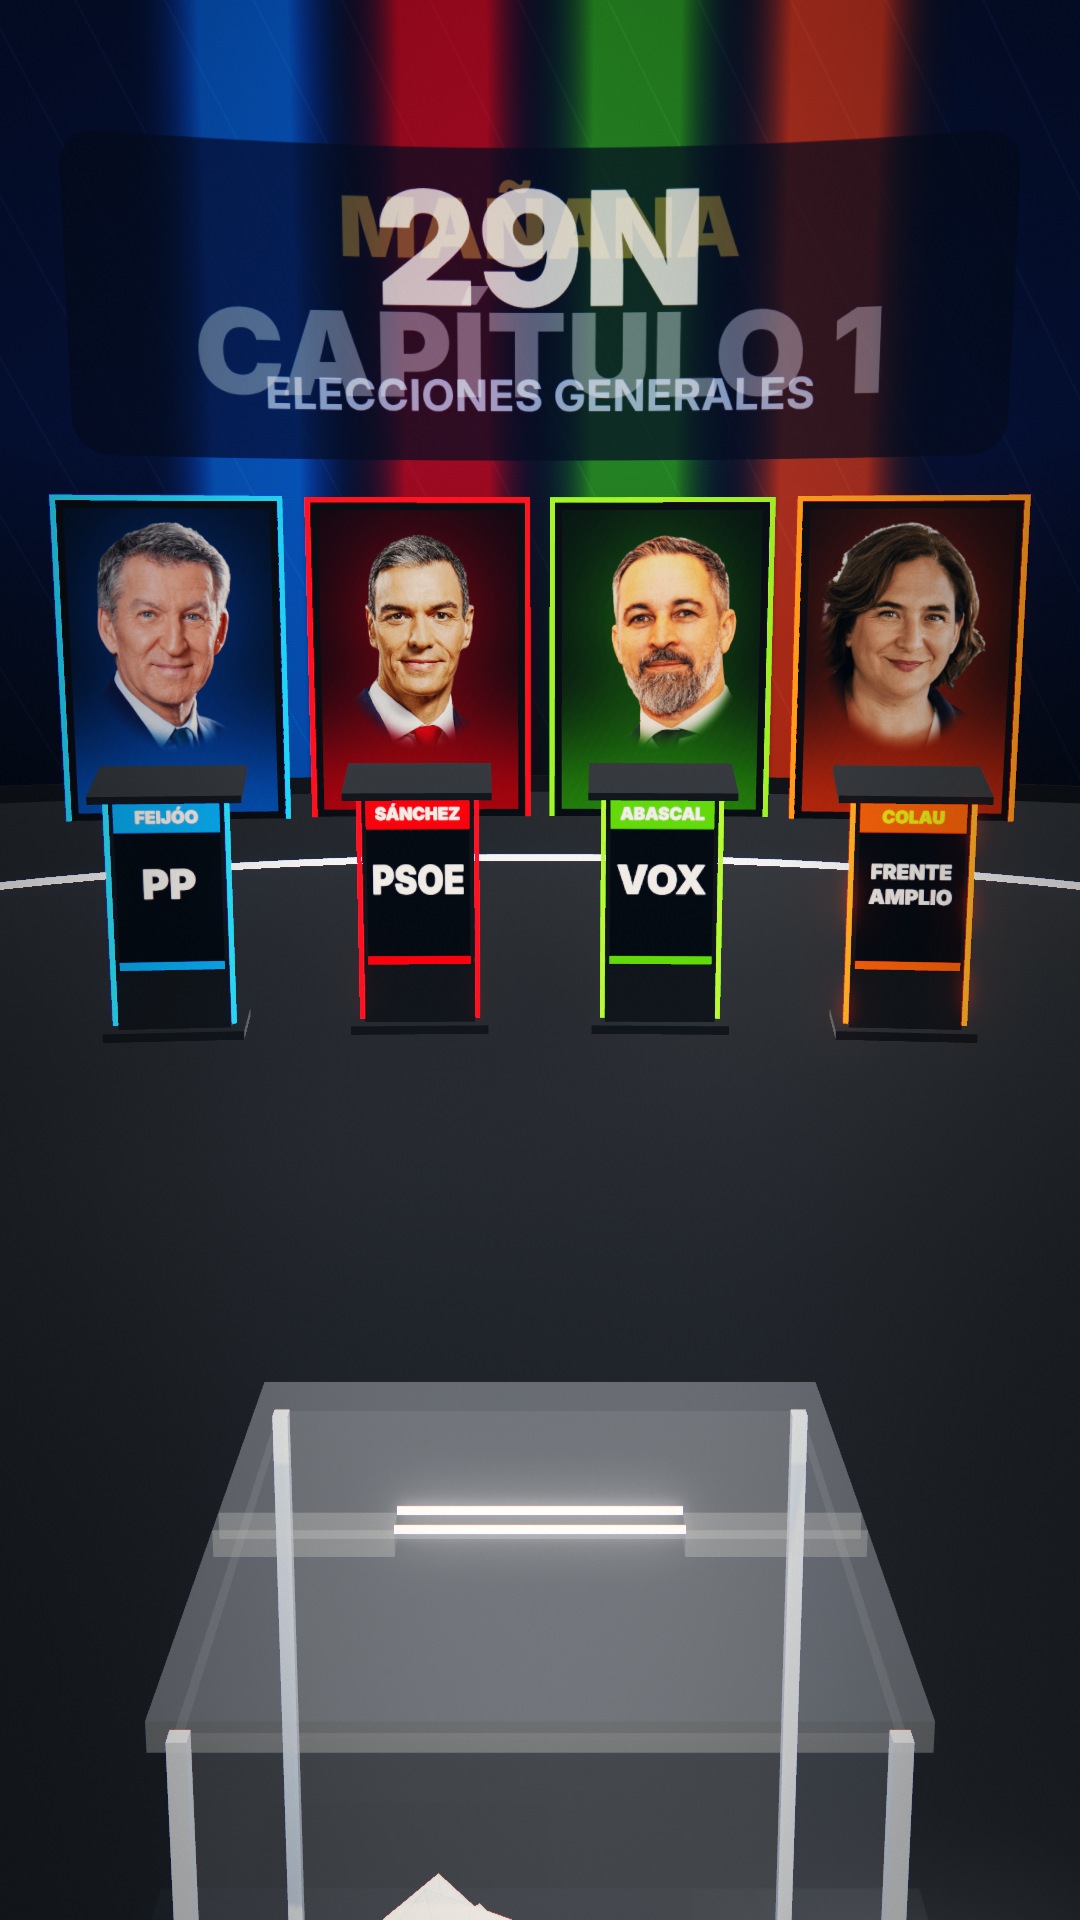 MAÑANA
29N
CAPÍTULO 1
ELECCIONES GENERALES
FEIJÓO
PP
SÁNCHEZ
PSOE
ABASCAL
VOX
COLAU
FRENTE
AMPLIO